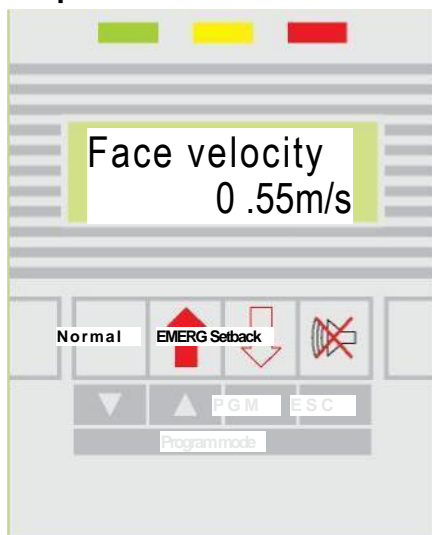 Face velocity
0 .55m/s
Normal EMERG Setback
PGM ESC
Program mode